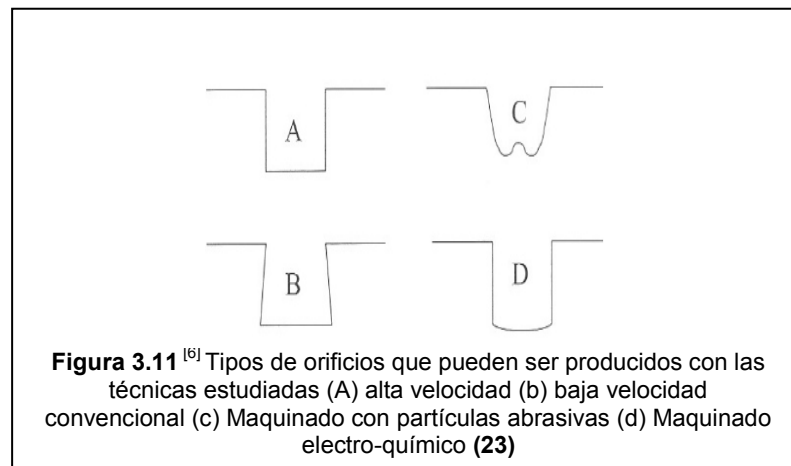 A
C
B
D
Figura 3.11 [6] Tipos de orificios que pueden ser producidos con las
técnicas estudiadas (A) alta velocidad (b) baja velocidad
convencional (c) Maquinado con partículas abrasivas (d) Maquinado
electro-químico (23)